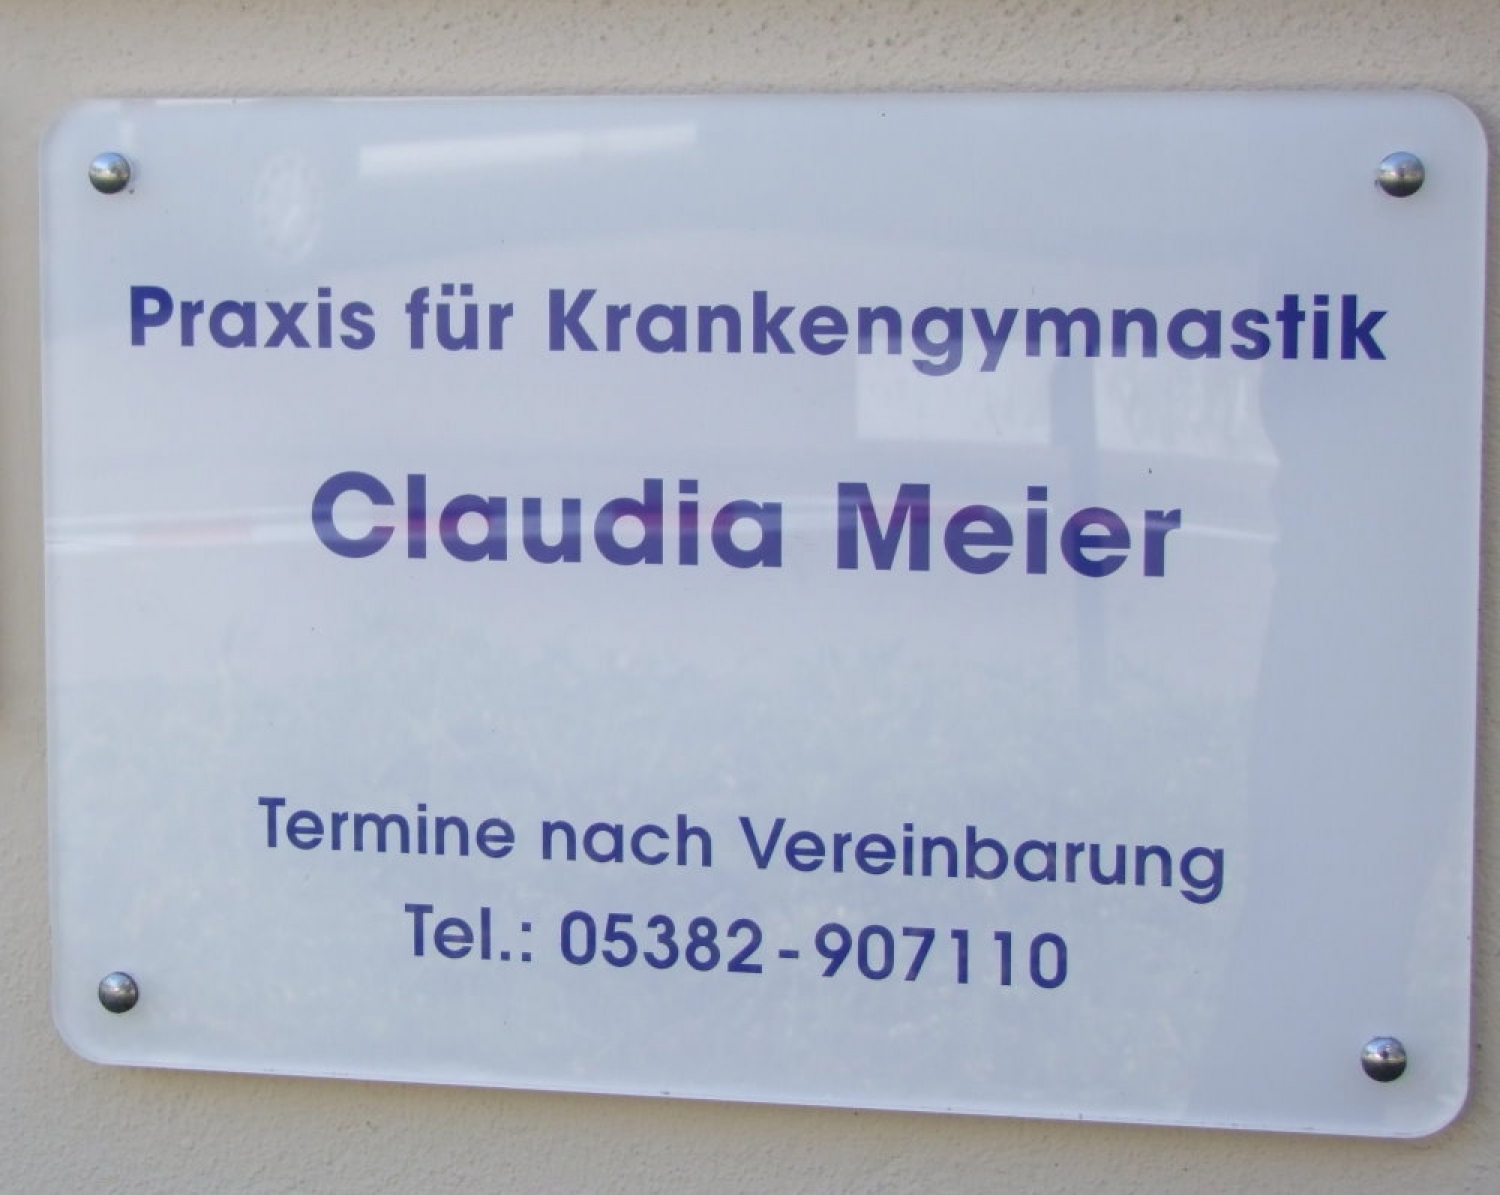 Praxis für Krankengymnastik
Claudia Meier
Termine nach Vereinbarung
Tel.: 05382-907110